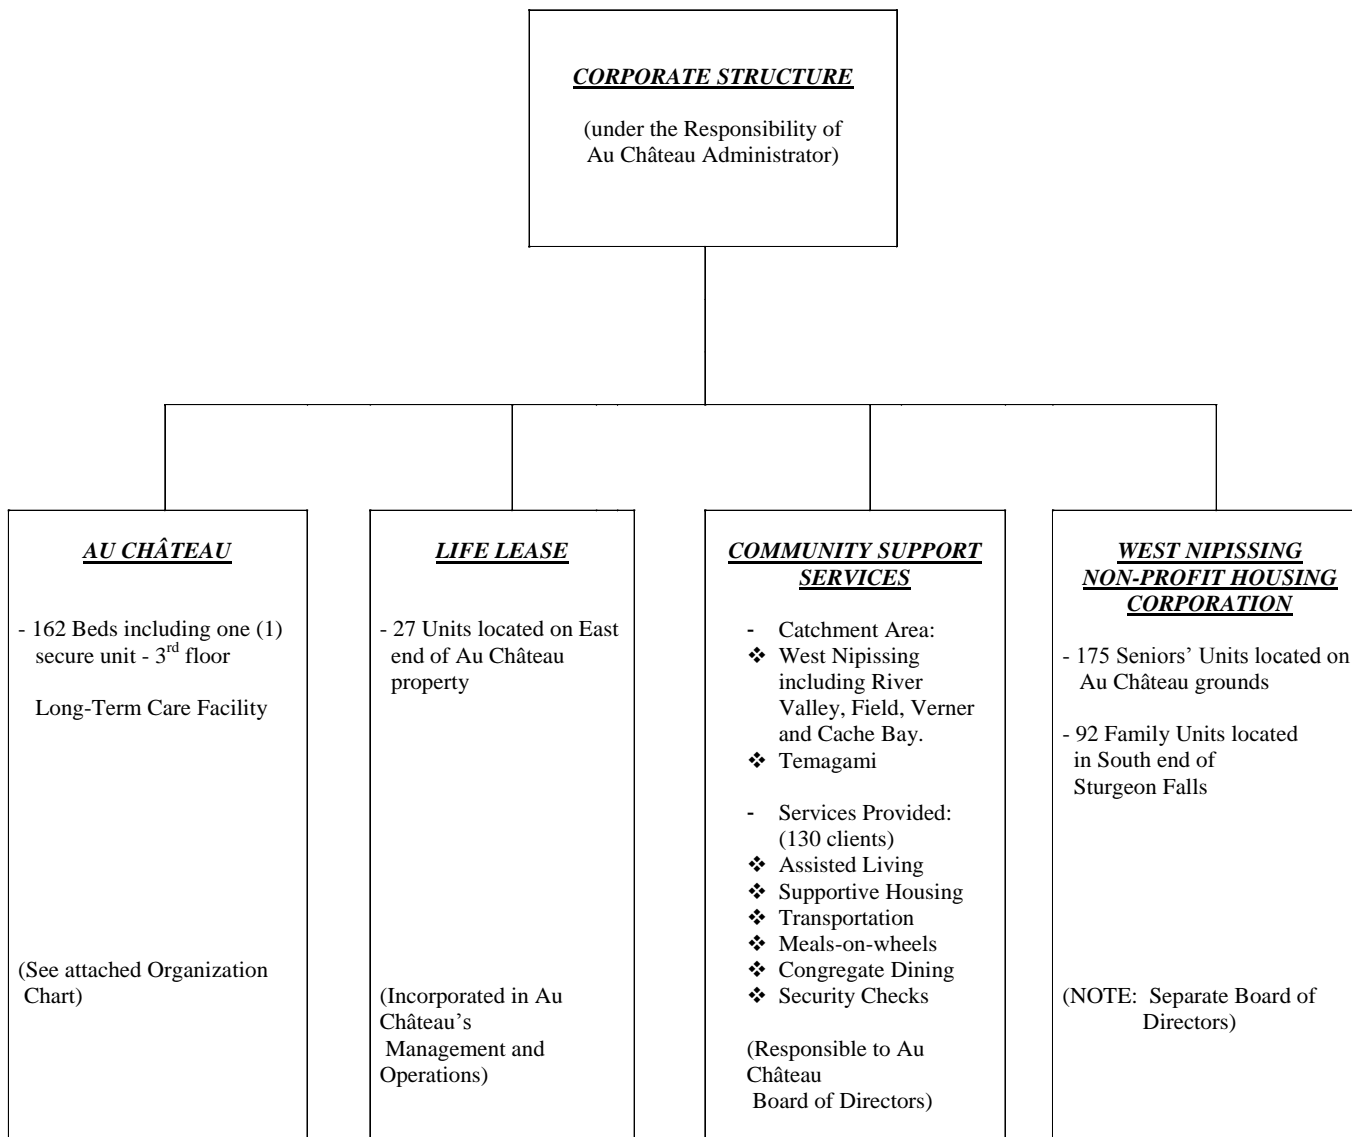 CORPORATE STRUCTURE
(under the Responsibility of
Au Château Administrator)
AU CHÂTEAU
- 162 Beds including one (1)
secure unit - 3rd floor
Long-Term Care Facility
(See attached Organization
Chart)
LIFE LEASE
- 27 Units located on East
end of Au Château
property
(Incorporated in Au
Château’s
Management and
Operations)
COMMUNITY SUPPORT
SERVICES
- Catchment Area:
❖ West Nipissing
including River
Valley, Field, Verner
and Cache Bay.
❖ Temagami
- Services Provided:
(130 clients)
❖ Assisted Living
❖ Supportive Housing
❖ Transportation
❖ Meals-on-wheels
❖ Congregate Dining
❖ Security Checks
(Responsible to Au
Château
Board of Directors)
WEST NIPISSING
NON-PROFIT HOUSING
CORPORATION
- 175 Seniors’ Units located on
Au Château grounds
- 92 Family Units located
in South end of
Sturgeon Falls
(NOTE: Separate Board of
Directors)